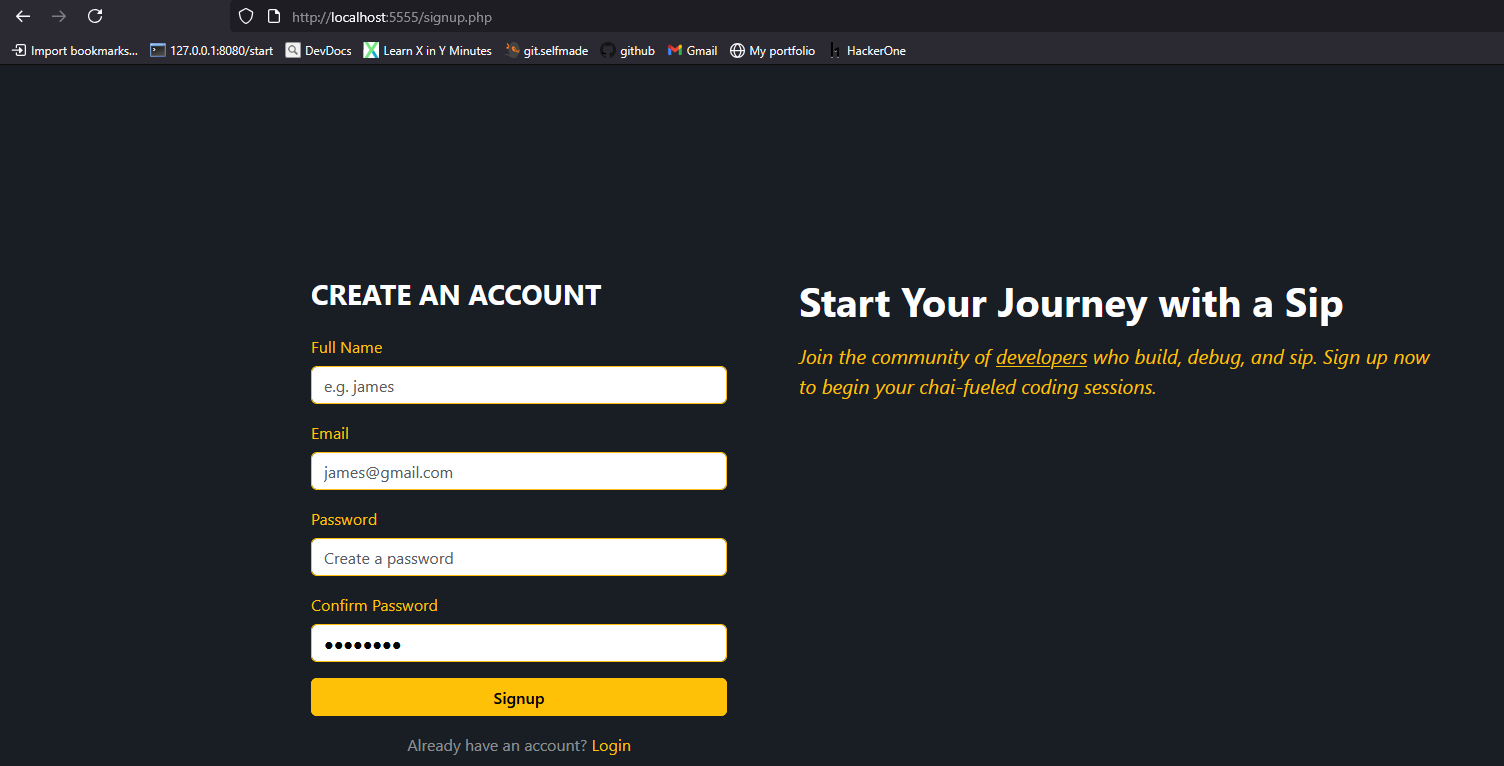 http://localhost:5555/signup.php
Import bookmarks... 127.0.0.1:8080/start DevDocs Learn X in Y Minutes git.selfmade github Gmail My portfolio HackerOne
CREATE AN ACCOUNT
Full Name
e.g. james
Email
james@gmail.com
Password
Create a password
Confirm Password
••••••••
Signup
Already have an account? Login
Start Your Journey with a Sip
Join the community of developers who build, debug, and sip. Sign up now
to begin your chai-fueled coding sessions.